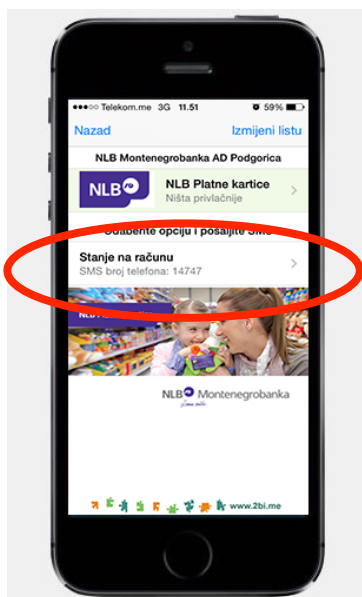 Telekom.me 3G 11.51 59%
Nazad Izmijeni listu
NLB Montenegrobanka AD Podgorica
NLB
NLB Platne kartice
Ništa privlačnije
Odaberite opciju i pošaljite SMS
Stanje na računu
SMS broj telefona: 14747
NLB
NLB Montenegrobanka
www.2bi.me